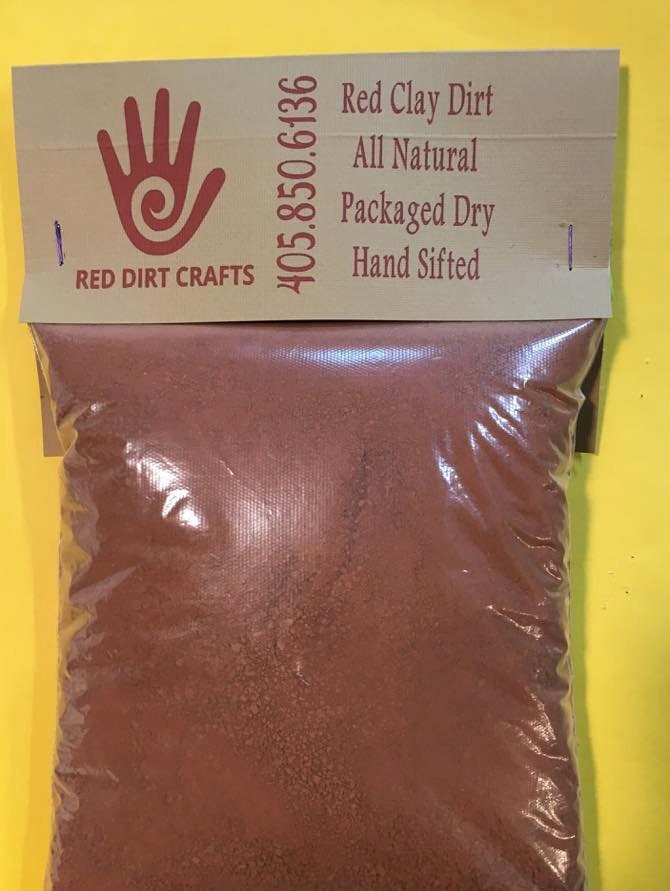 RED DIRT CRAFTS
405.850.6136
Red Clay Dirt
All Natural
Packaged Dry
Hand Sifted